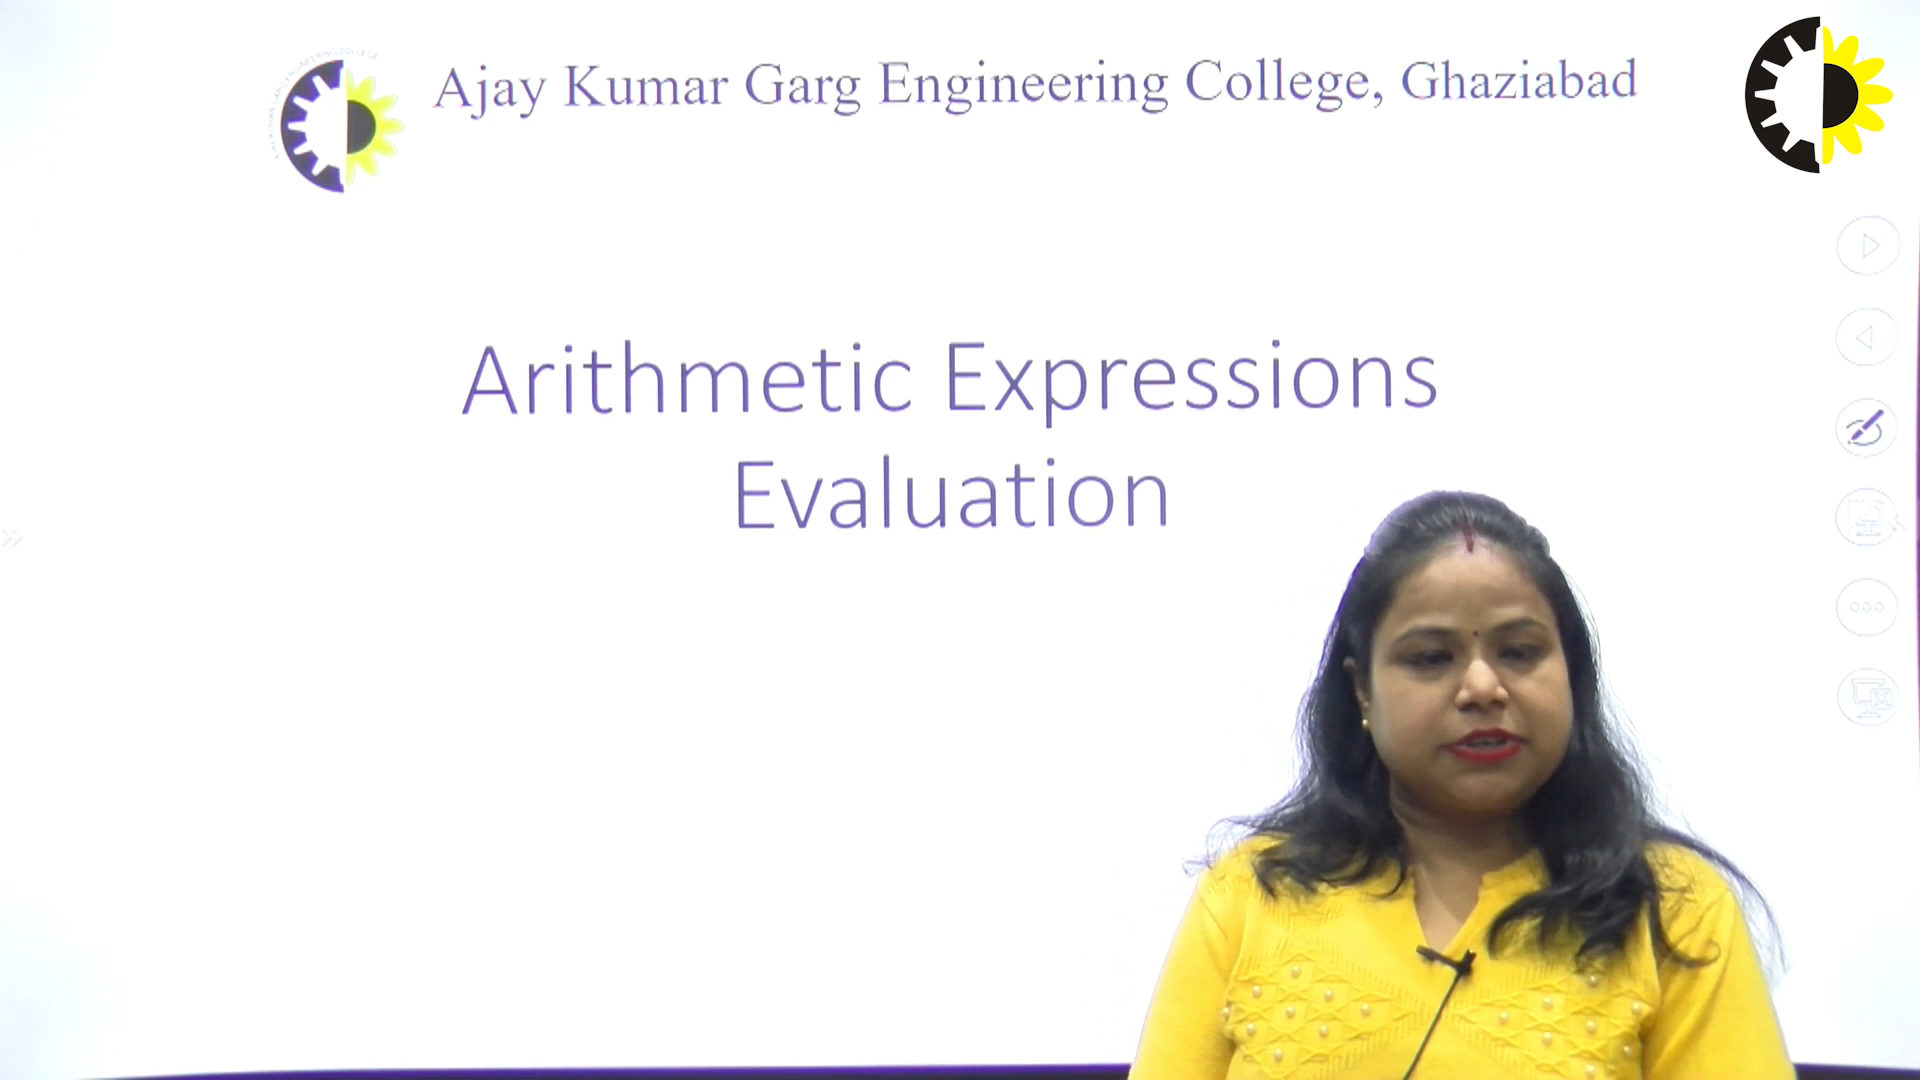 Ajay Kumar Garg Engineering College, Ghaziabad
Arithmetic Expressions
Evaluation